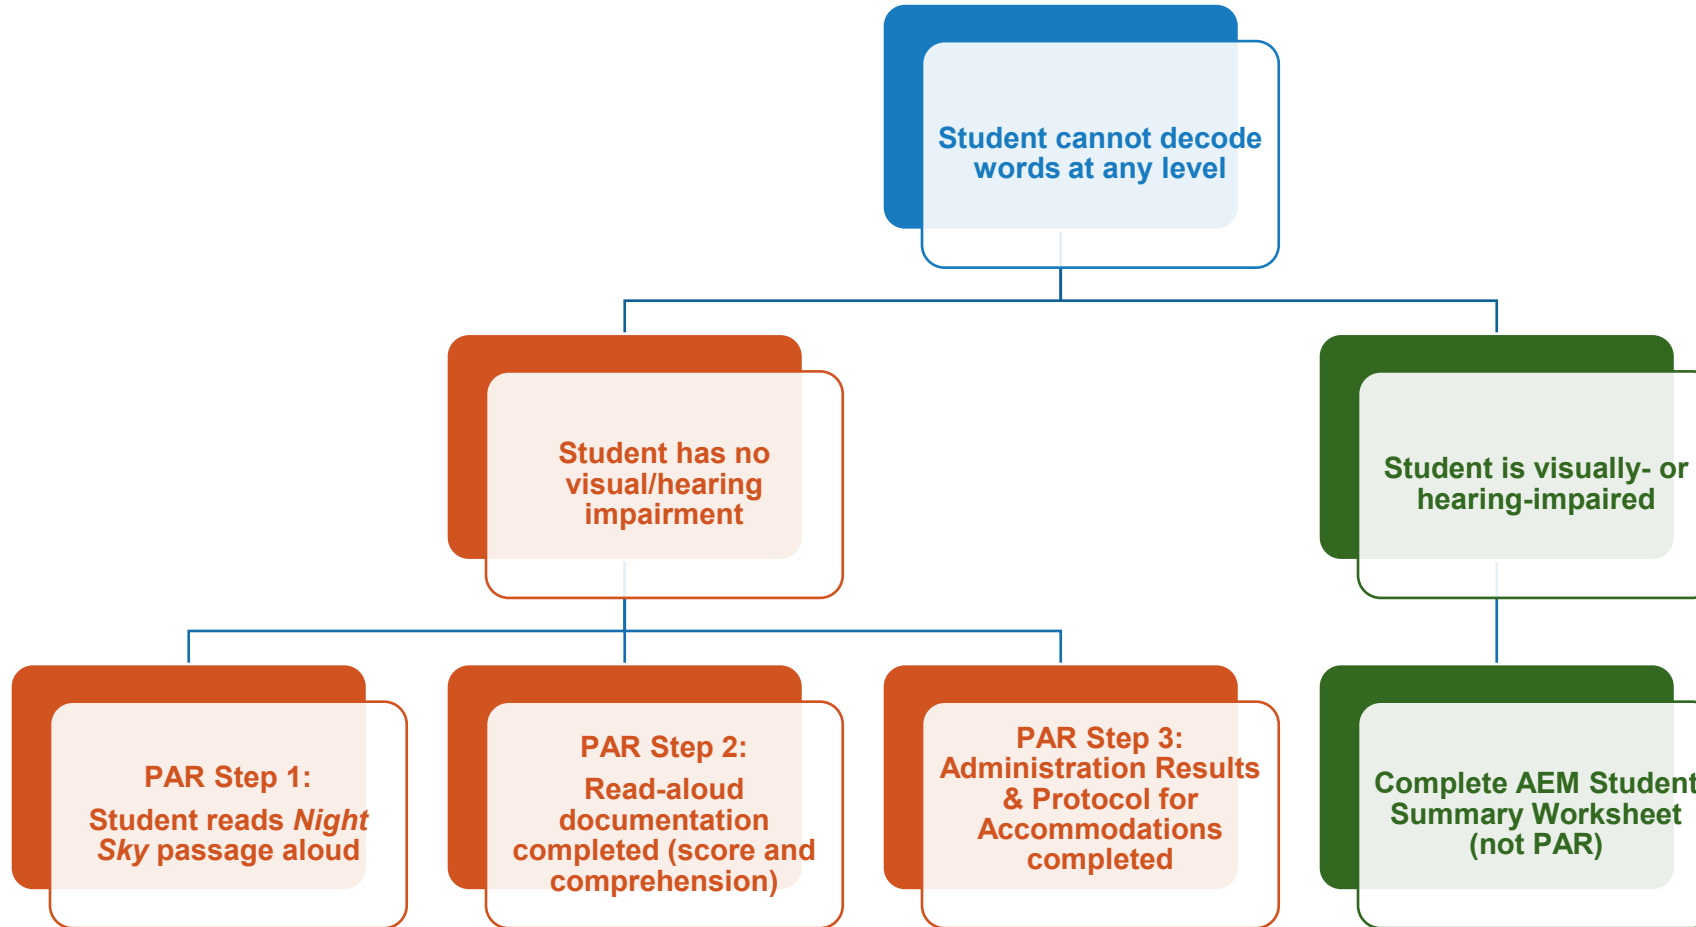 Student cannot decode
words at any level
Student has no
visual/hearing
impairment
Student is visually- or
hearing-impaired
PAR Step 1:
Student reads Night
Sky passage aloud
PAR Step 2:
Read-aloud
documentation
completed (score and
comprehension)
PAR Step 3:
Administration Results
& Protocol for
Accommodations
completed
Complete AEM Student
Summary Worksheet
(not PAR)